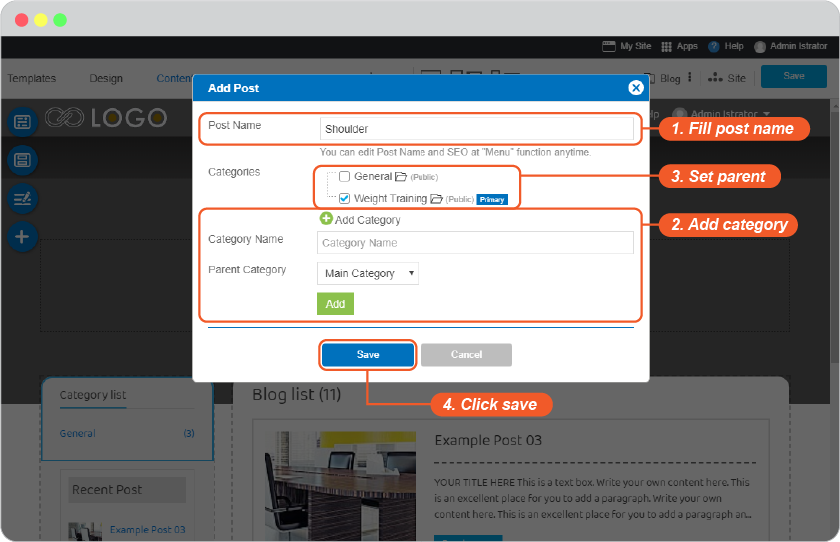 My Site Apps ? Help Admin Istrator
Templates Design Conten Blog Site Save
LOGO
Admin Istrator
Add Post
Post Name Shoulder
1. Fill post name
You can edit Post Name and SEO at "Menu" function anytime.
Categories General (Public)
3. Set parent
Weight Training (Public) Primary
Add Category
2. Add category
Category Name Category Name
Parent Category Main Category
Add
Save Cancel
4. Click save
Category list
General (3)
Recent Post
Example Post 03
Blog list (11)
Example Post 03
YOUR TITLE HERE This is a text box. Write your own content here. This
is an excellent place for you to add a paragraph. Write your own
content here. This is an excellent place for you to add a paragraph an...